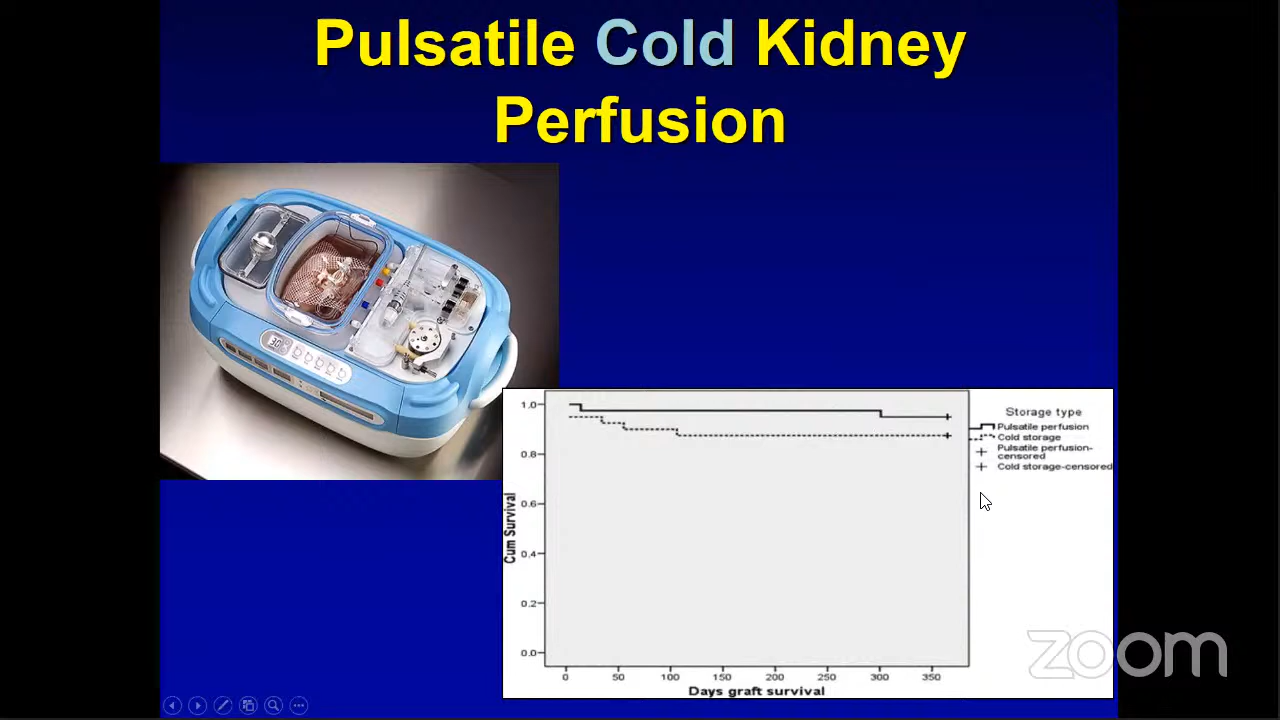 Pulsatile Cold Kidney
Perfusion
30
1.0
0.8
0.6
0.4
0.2
0.0
Cum Survival
0 50 100 150 200 250 300 350
Days graft survival
Storage type
Pulsatile perfusion
Cold storage
Pulsatile perfusion-
censored
Cold storage-censored
zoom